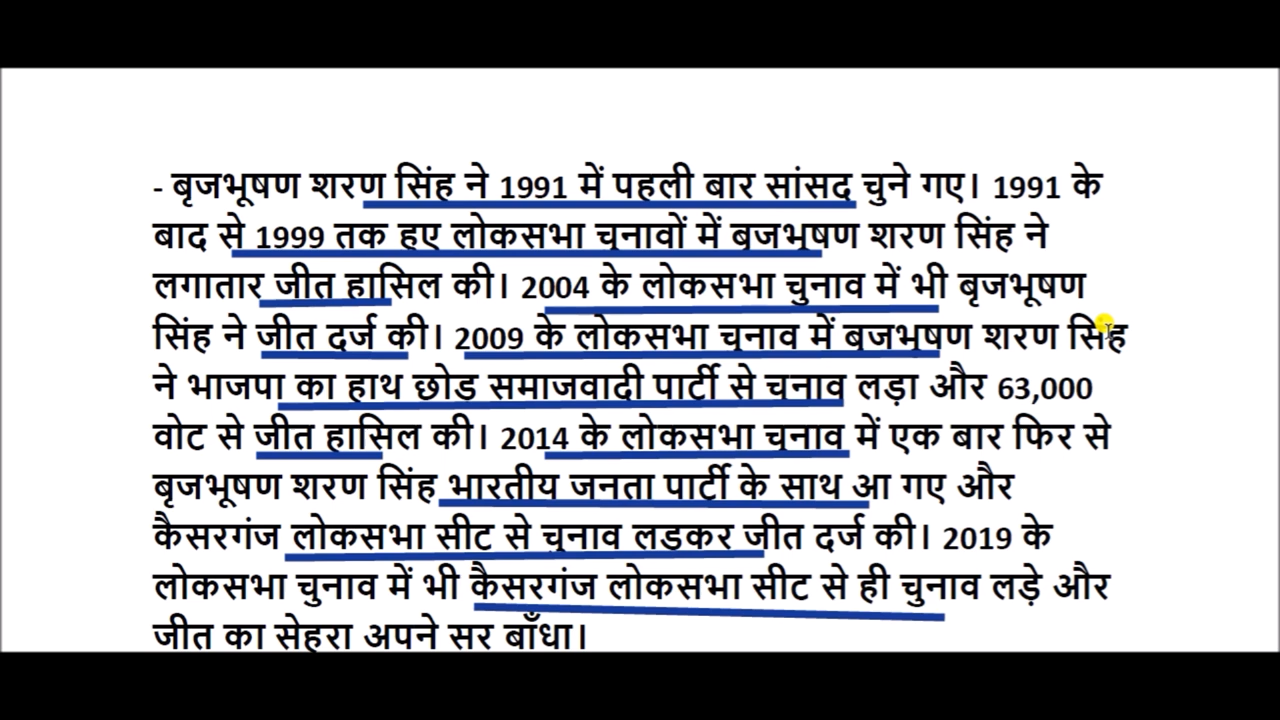 - बृजभूषण शरण सिंह ने 1991 में पहली बार सांसद चुने गए। 1991 के
बाद से 1999 तक हुए लोकसभा चुनावों में बृजभूषण शरण सिंह ने
लगातार जीत हासिल की। 2004 के लोकसभा चुनाव में भी बृजभूषण
सिंह ने जीत दर्ज की। 2009 के लोकसभा चुनाव में बृजभूषण शरण सिंह
ने भाजपा का हाथ छोड़ समाजवादी पार्टी से चुनाव लड़ा और 63,000
वोट से जीत हासिल की। 2014 के लोकसभा चुनाव में एक बार फिर से
बृजभूषण शरण सिंह भारतीय जनता पार्टी के साथ आ गए और
कैसरगंज लोकसभा सीट से चुनाव लड़कर जीत दर्ज की। 2019 के
लोकसभा चुनाव में भी कैसरगंज लोकसभा सीट से ही चुनाव लड़े और
जीत का सेहरा अपने सर बाँधा।